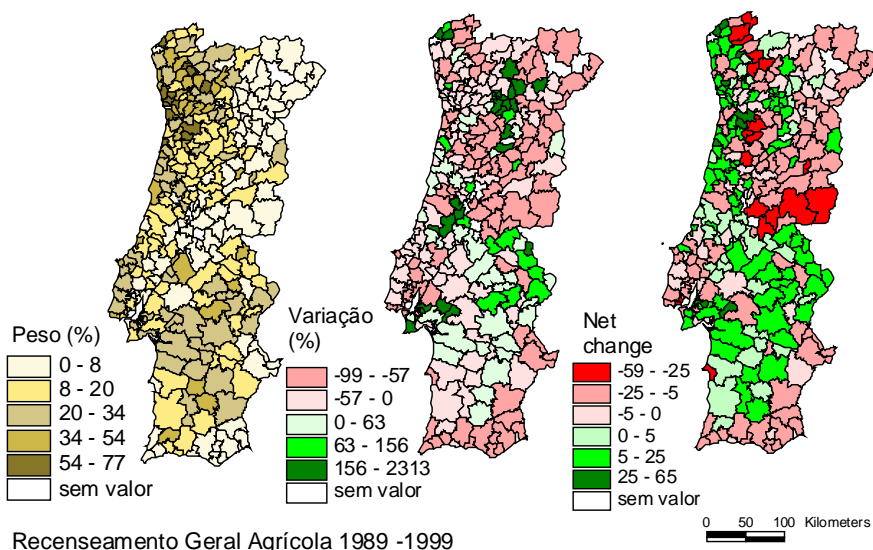 Peso (%)
0 - 8
8 - 20
20 - 34
34 - 54
54 - 77
sem valor
Variação
(%)
-99 - -57
-57 - 0
0 - 63
63 - 156
156 - 2313
sem valor
Net
change
-59 - -25
-25 - -5
-5 - 0
0 - 5
5 - 25
25 - 65
sem valor
0 50 100 Kilometers
Recenseamento Geral Agrícola 1989 -1999